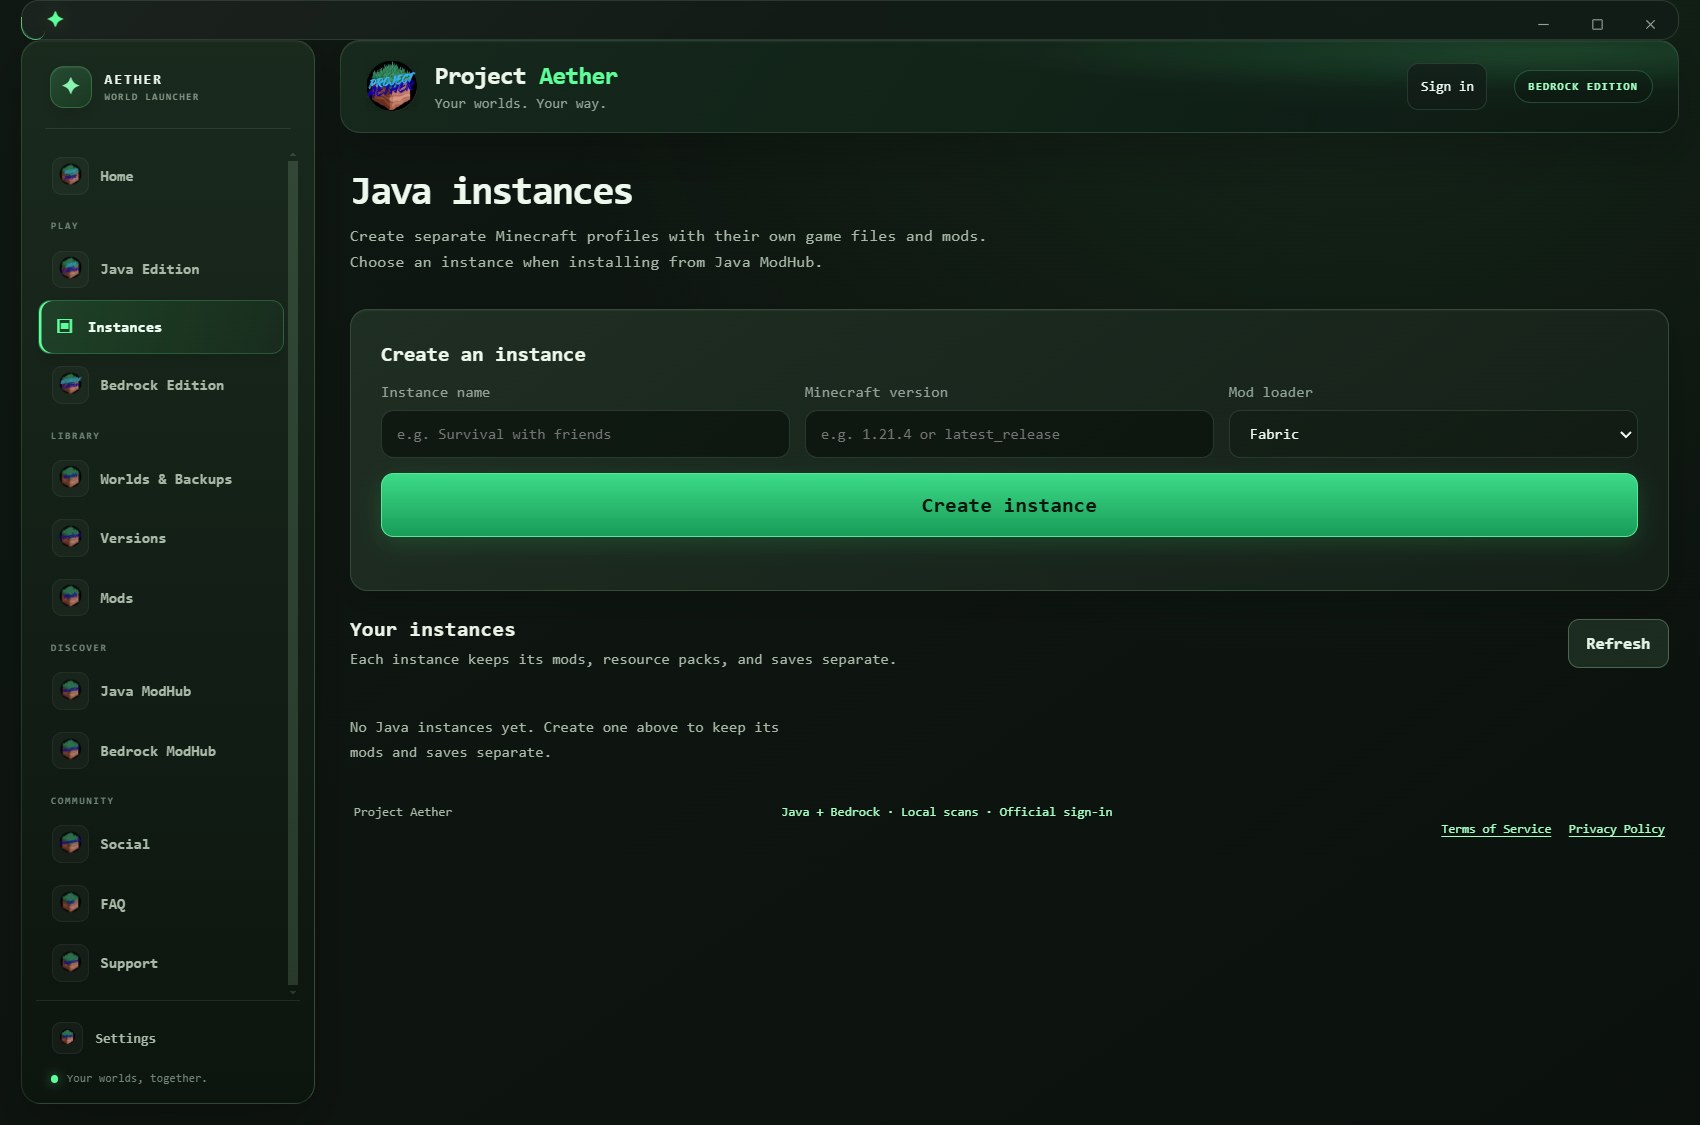 AETHER
WORLD LAUNCHER
Home
PLAY
Java Edition
Instances
Bedrock Edition
LIBRARY
Worlds & Backups
Versions
Mods
DISCOVER
Java ModHub
Bedrock ModHub
COMMUNITY
Social
FAQ
Support
Settings
Your worlds, together.
PROJECT
AETHER
Project Aether
Your worlds. Your way.
Sign in
BEDROCK EDITION
Java instances
Create separate Minecraft profiles with their own game files and mods.
Choose an instance when installing from Java ModHub.
Create an instance
Instance name
Minecraft version
Mod loader
e.g. Survival with friends
e.g. 1.21.4 or latest_release
Fabric
Create instance
Your instances
Each instance keeps its mods, resource packs, and saves separate.
Refresh
No Java instances yet. Create one above to keep its
mods and saves separate.
Project Aether
Java + Bedrock · Local scans · Official sign-in
Terms of Service
Privacy Policy